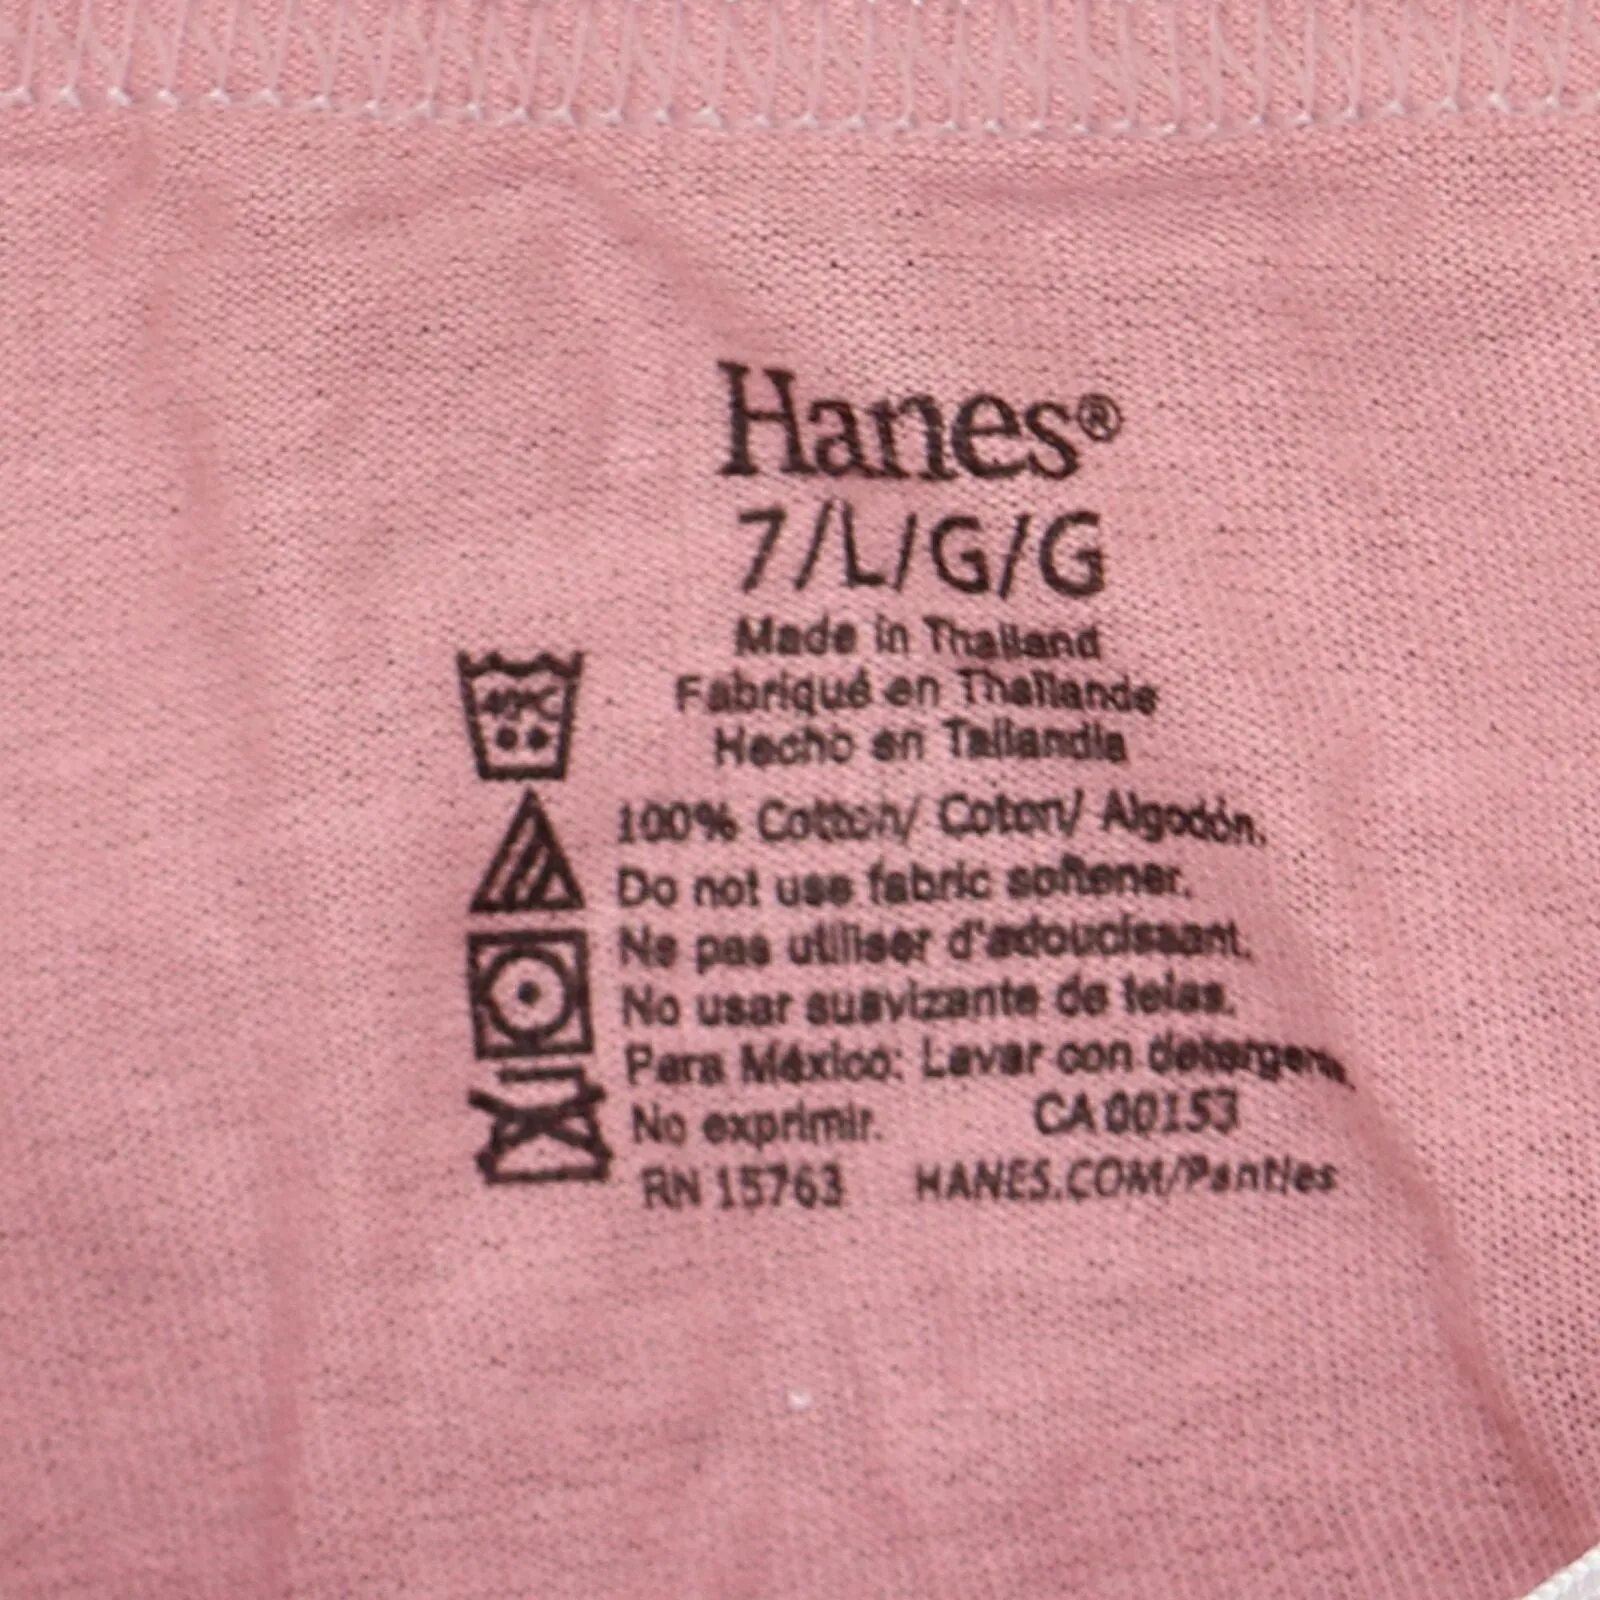 Hanes®
7/L/G/G
Made in Thailand
Fabriqué en Thaïlande
Hecho en Tailandia
40°C
100% Cotton/ Coton/ Algodón.
Do not use fabric softener.
Ne pas utiliser d'adoucissant.
No usar suavizante de telas.
Para México: Lavar con detergente.
No exprimir. CA 00153
RN 15763 HANES.COM/Panties